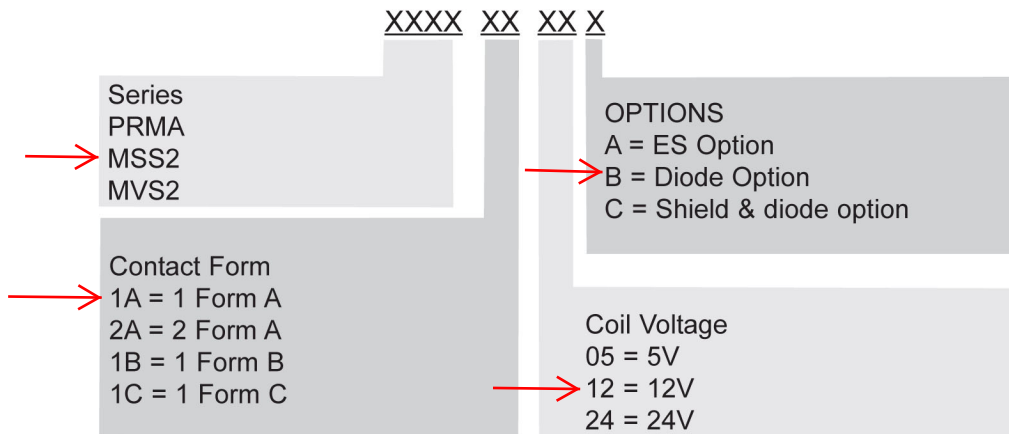 XXXX XX XX X
Series
PRMA
MSS2
MVS2
OPTIONS
A = ES Option
B = Diode Option
C = Shield & diode option
Contact Form
1A = 1 Form A
2A = 2 Form A
1B = 1 Form B
1C = 1 Form C
Coil Voltage
05 = 5V
12 = 12V
24 = 24V